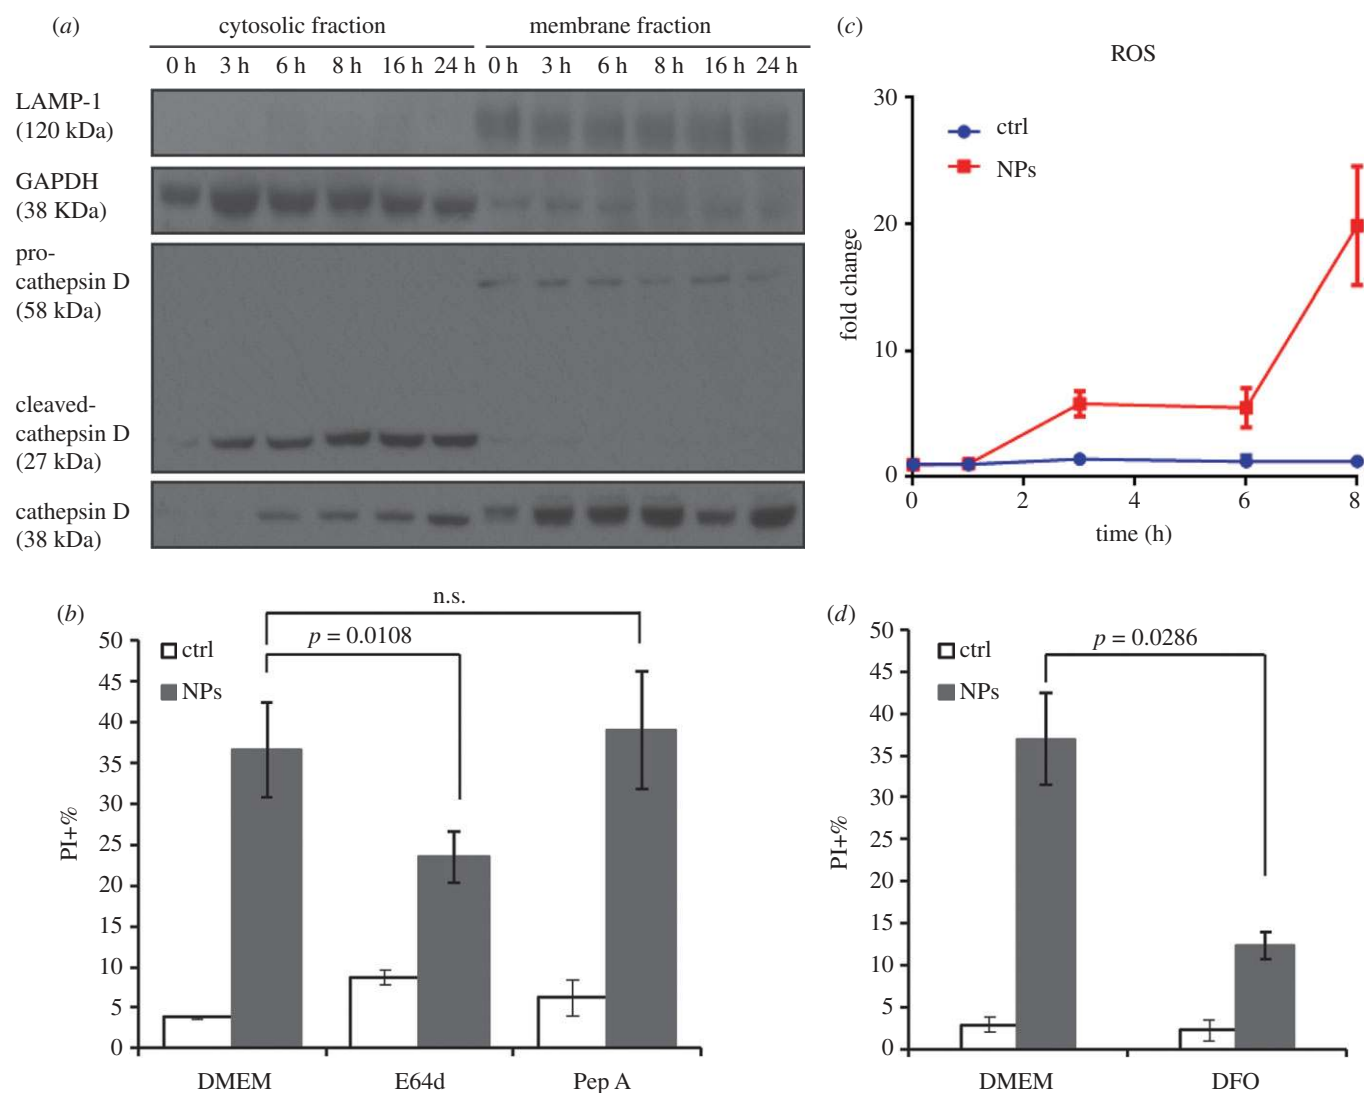 (a)
cytosolic fraction
membrane fraction
0 h 3 h 6 h 8 h 16 h 24 h 0 h 3 h 6 h 8 h 16 h 24 h
LAMP-1
(120 kDa)
GAPDH
(38 KDa)
pro-
cathepsin D
(58 kDa)
cleaved-
cathepsin D
(27 kDa)
cathepsin D
(38 kDa)
(c)
ROS
30
20
10
0
fold change
ctrl
NPs
0 2 4 6 8
time (h)
(b)
n.s.
p = 0.0108
ctrl
NPs
50
45
40
35
30
25
20
15
10
5
0
PI+%
DMEM E64d Pep A
(d)
p = 0.0286
ctrl
NPs
50
45
40
35
30
25
20
15
10
5
0
PI+%
DMEM DFO